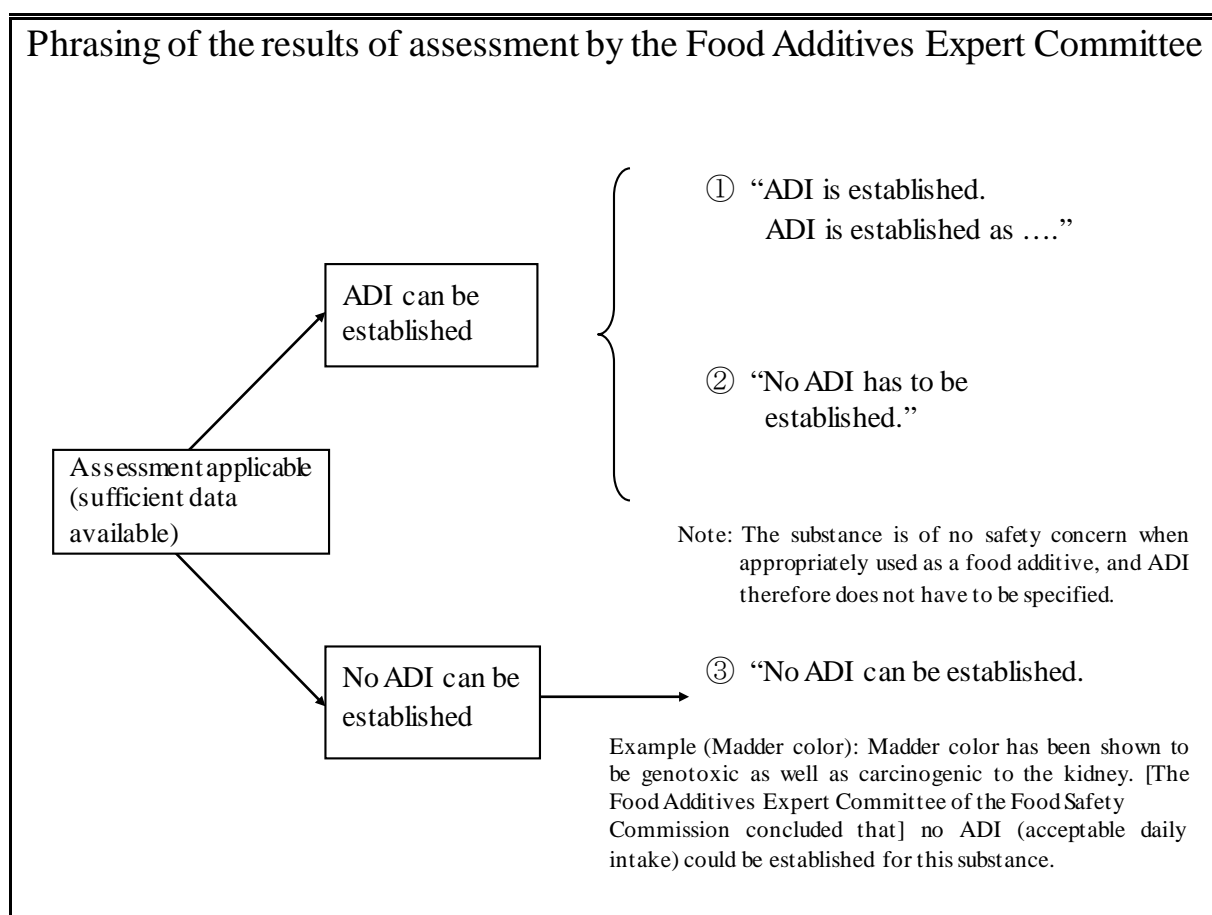 Phrasing of the results of assessment by the Food Additives Expert Committee
① “ADI is established.
ADI is established as ….”
ADI can be
established
② “No ADI has to be
established.”
Assessment applicable
(sufficient data
available)
Note: The substance is of no safety concern when
appropriately used as a food additive, and ADI
therefore does not have to be specified.
No ADI can be
established
③ “No ADI can be established.
Example (Madder color): Madder color has been shown to
be genotoxic as well as carcinogenic to the kidney. [The
Food Additives Expert Committee of the Food Safety
Commission concluded that] no ADI (acceptable daily
intake) could be established for this substance.